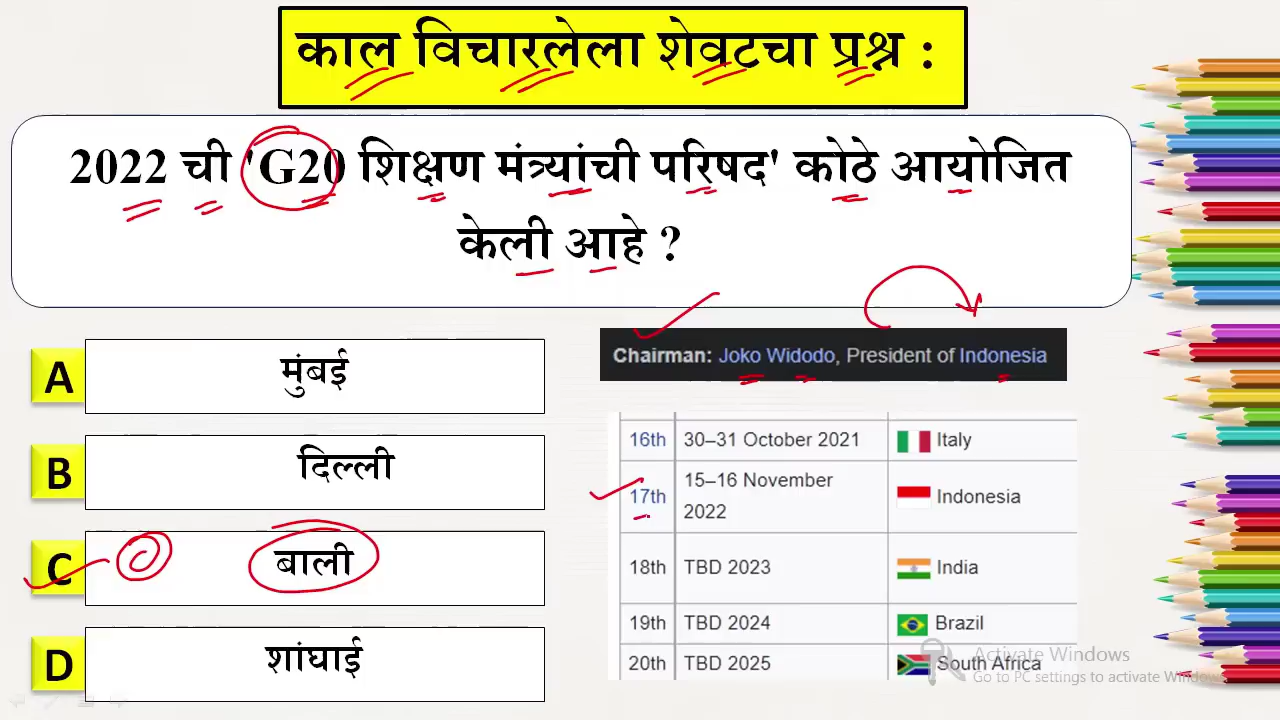 काल विचारलेला शेवटचा प्रश्न :
2022 ची 'G20 शिक्षण मंत्र्यांची परिषद' कोठे आयोजित
केली आहे ?
A मुंबई
B दिल्ली
C बाली
D शांघाई
Chairman: Joko Widodo, President of Indonesia
16th 30–31 October 2021 Italy
17th 15–16 November 2022 Indonesia
18th TBD 2023 India
19th TBD 2024 Brazil
20th TBD 2025 South Africa
Activate Windows
Go to PC settings to activate Windows.